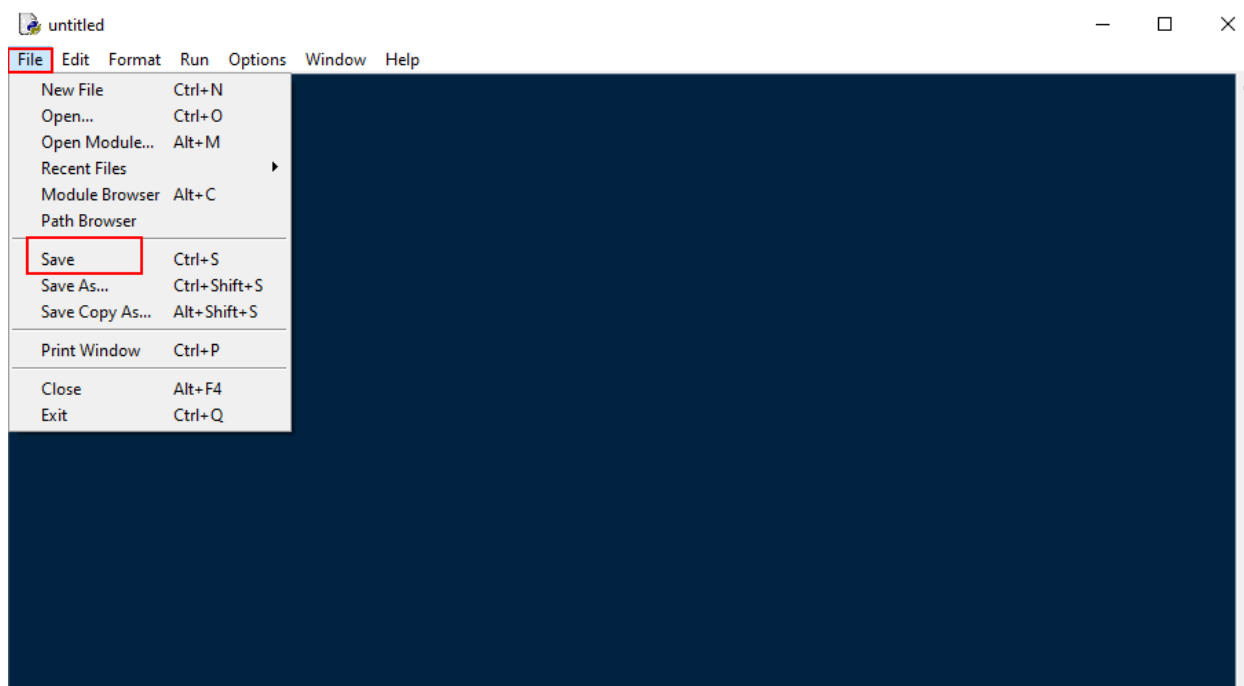 untitled
File Edit Format Run Options Window Help
New File Ctrl+N
Open... Ctrl+O
Open Module... Alt+M
Recent Files
Module Browser Alt+C
Path Browser
Save Ctrl+S
Save As... Ctrl+Shift+S
Save Copy As... Alt+Shift+S
Print Window Ctrl+P
Close Alt+F4
Exit Ctrl+Q